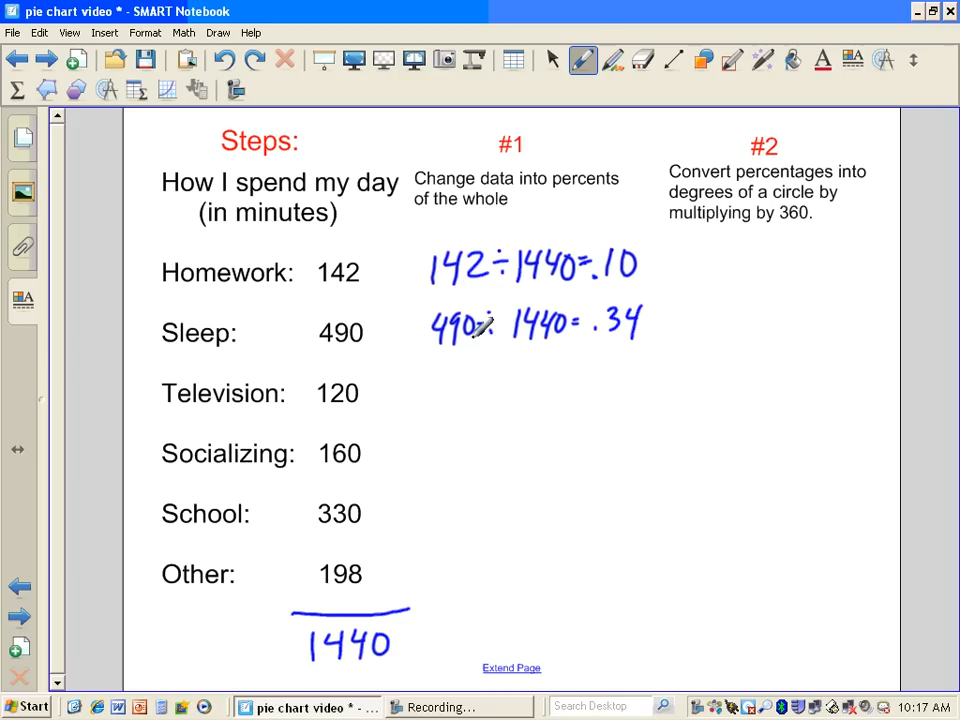 pie chart video * - SMART Notebook
File Edit View Insert Format Math Draw Help
Steps:
#1
#2
How I spend my day
(in minutes)
Change data into percents
of the whole
Convert percentages into
degrees of a circle by
multiplying by 360.
Homework: 142
142 ÷ 1440 = .10
Sleep: 490
490 ÷ 1440 = .34
Television: 120
Socializing: 160
School: 330
Other: 198
1440
Extend Page
Start
pie chart video * - ...
Recording...
Search Desktop
10:17 AM